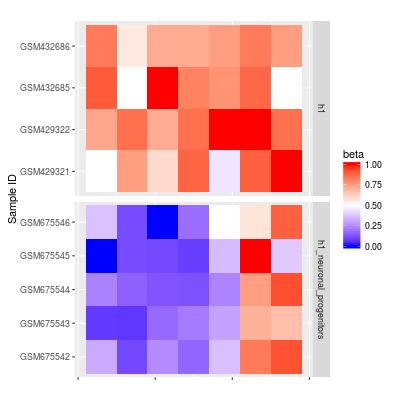 GSM432686
GSM432685
GSM429322
GSM429321
h1
GSM675546
GSM675545
GSM675544
GSM675543
GSM675542
h1_neuronal_progenitors
Sample ID
beta
1.00
0.75
0.50
0.25
0.00